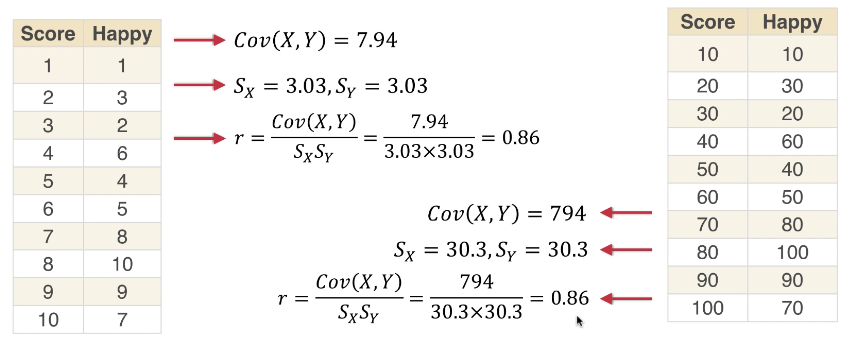 Score Happy
1 1
2 3
3 2
4 6
5 4
6 5
7 8
8 10
9 9
10 7
Cov(X,Y) = 7.94
S_X = 3.03, S_Y = 3.03
r = Cov(X,Y) / S_X S_Y = 7.94 / 3.03×3.03 = 0.86
Cov(X,Y) = 794
S_X = 30.3, S_Y = 30.3
r = Cov(X,Y) / S_X S_Y = 794 / 30.3×30.3 = 0.86
Score Happy
10 10
20 30
30 20
40 60
50 40
60 50
70 80
80 100
90 90
100 70